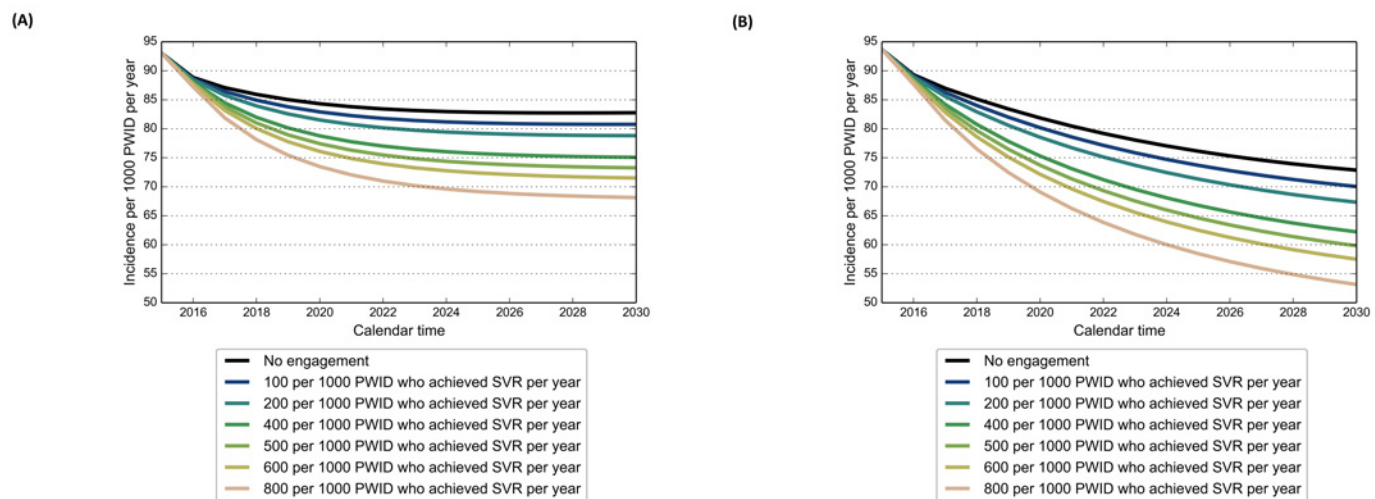 (A)
Incidence per 1000 PWID per year
95
90
85
80
75
70
65
60
55
50
2016 2018 2020 2022 2024 2026 2028 2030
Calendar time
No engagement
100 per 1000 PWID who achieved SVR per year
200 per 1000 PWID who achieved SVR per year
400 per 1000 PWID who achieved SVR per year
500 per 1000 PWID who achieved SVR per year
600 per 1000 PWID who achieved SVR per year
800 per 1000 PWID who achieved SVR per year
(B)
Incidence per 1000 PWID per year
95
90
85
80
75
70
65
60
55
50
2016 2018 2020 2022 2024 2026 2028 2030
Calendar time
No engagement
100 per 1000 PWID who achieved SVR per year
200 per 1000 PWID who achieved SVR per year
400 per 1000 PWID who achieved SVR per year
500 per 1000 PWID who achieved SVR per year
600 per 1000 PWID who achieved SVR per year
800 per 1000 PWID who achieved SVR per year